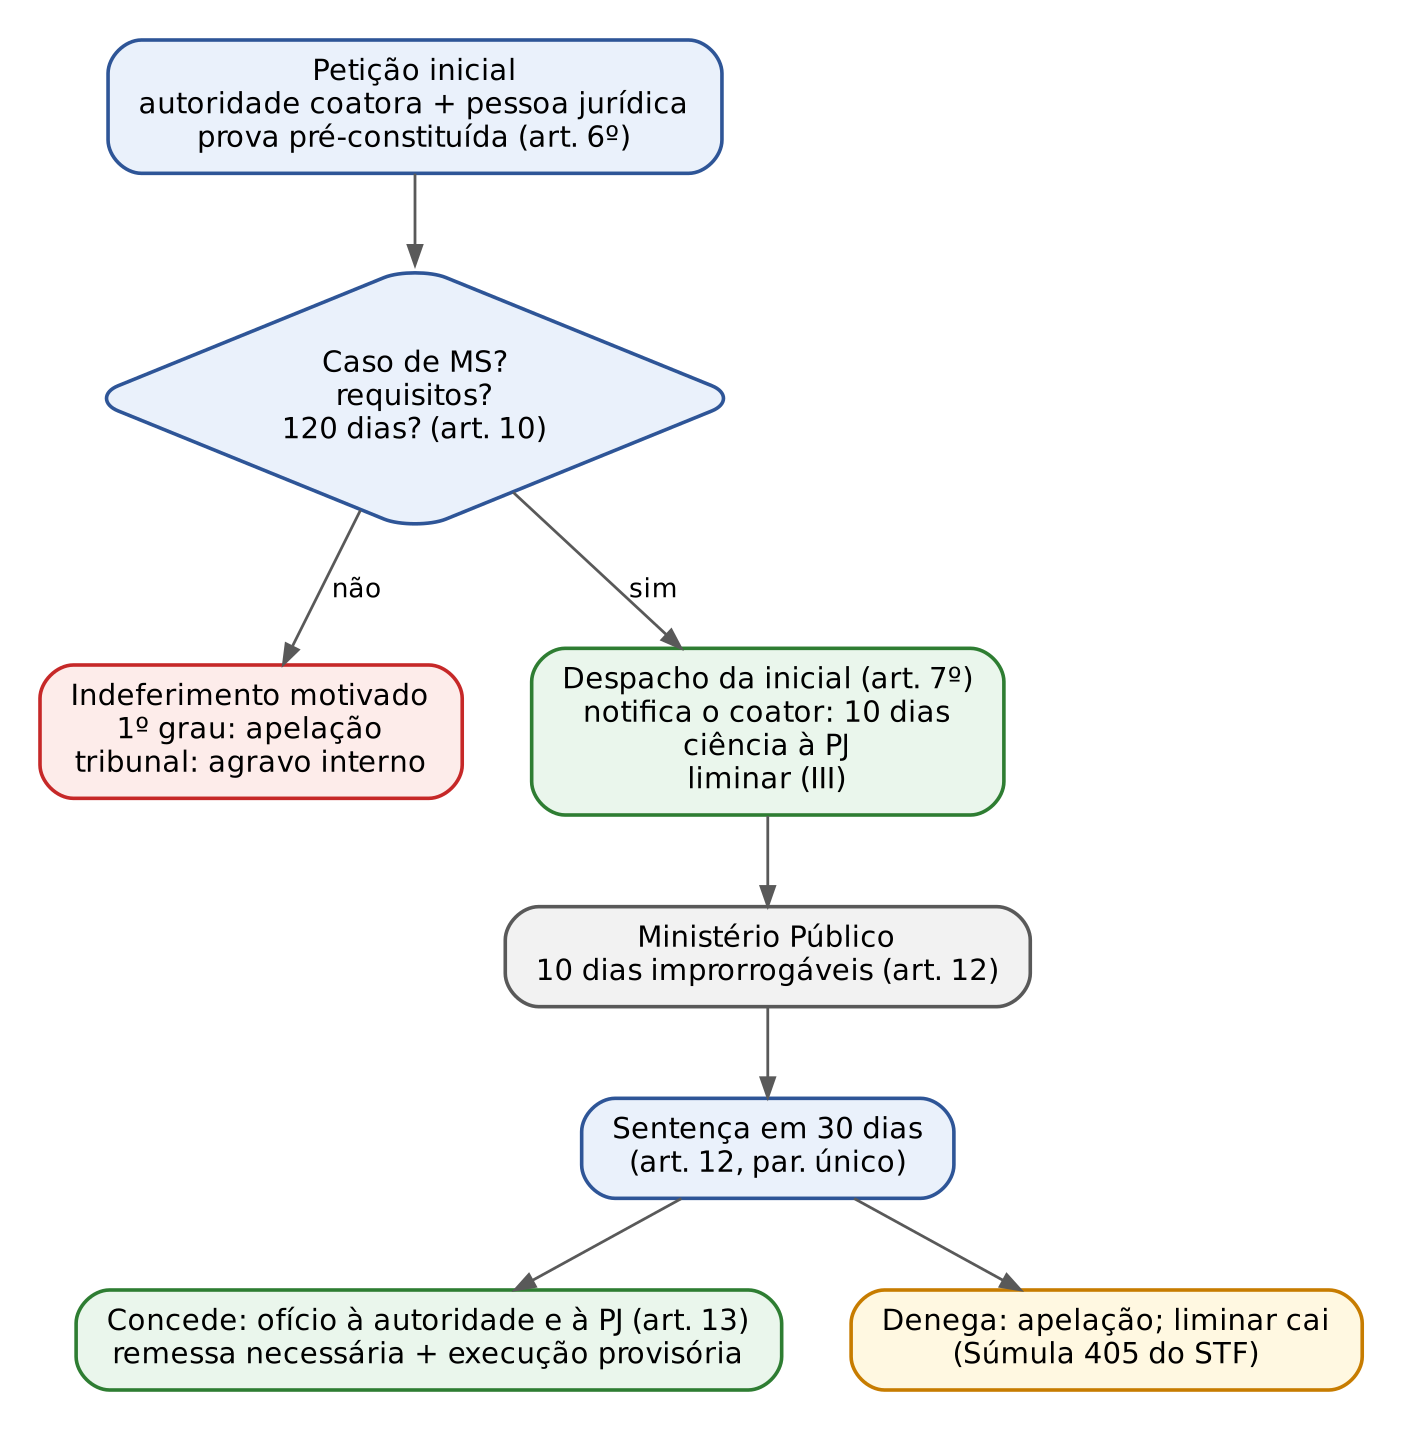 Petição inicial
autoridade coatora + pessoa jurídica
prova pré-constituída (art. 6º)
Caso de MS?
requisitos?
120 dias? (art. 10)
não
sim
Indeferimento motivado
1º grau: apelação
tribunal: agravo interno
Despacho da inicial (art. 7º)
notifica o coator: 10 dias
ciência à PJ
liminar (III)
Ministério Público
10 dias improrrogáveis (art. 12)
Sentença em 30 dias
(art. 12, par. único)
Concede: ofício à autoridade e à PJ (art. 13)
remessa necessária + execução provisória
Denega: apelação; liminar cai
(Súmula 405 do STF)